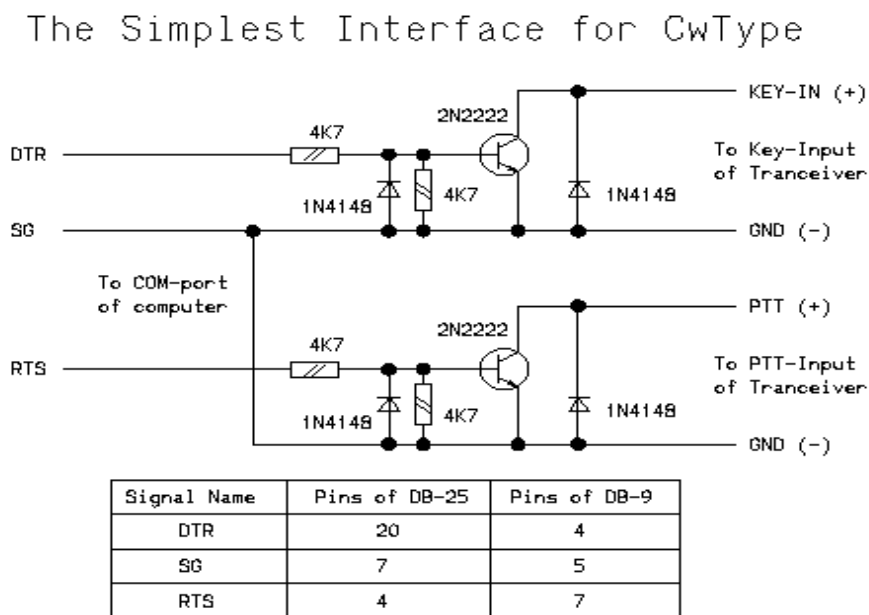 The Simplest Interface for CwType
KEY-IN (+)
2N2222
4K7
DTR
To Key-Input
of Tranceiver
1N4148
4K7
1N4148
SG
GND (-)
To COM-port
of computer
PTT (+)
2N2222
4K7
RTS
To PTT-Input
of Tranceiver
1N4148
4K7
1N4148
GND (-)
Signal Name Pins of DB-25 Pins of DB-9
DTR 20 4
SG 7 5
RTS 4 7